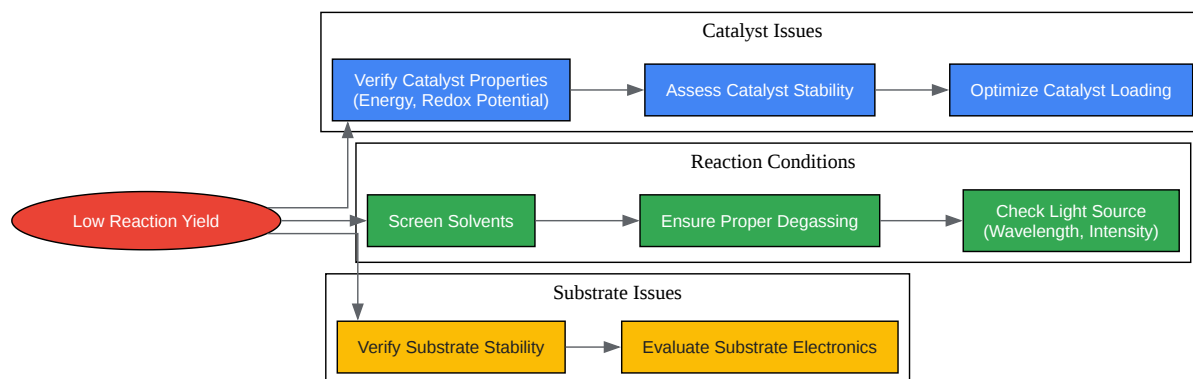 Catalyst Issues
Verify Catalyst Properties
(Energy, Redox Potential)
Assess Catalyst Stability
Optimize Catalyst Loading
Reaction Conditions
Low Reaction Yield
Screen Solvents
Ensure Proper Degassing
Check Light Source
(Wavelength, Intensity)
Substrate Issues
Verify Substrate Stability
Evaluate Substrate Electronics